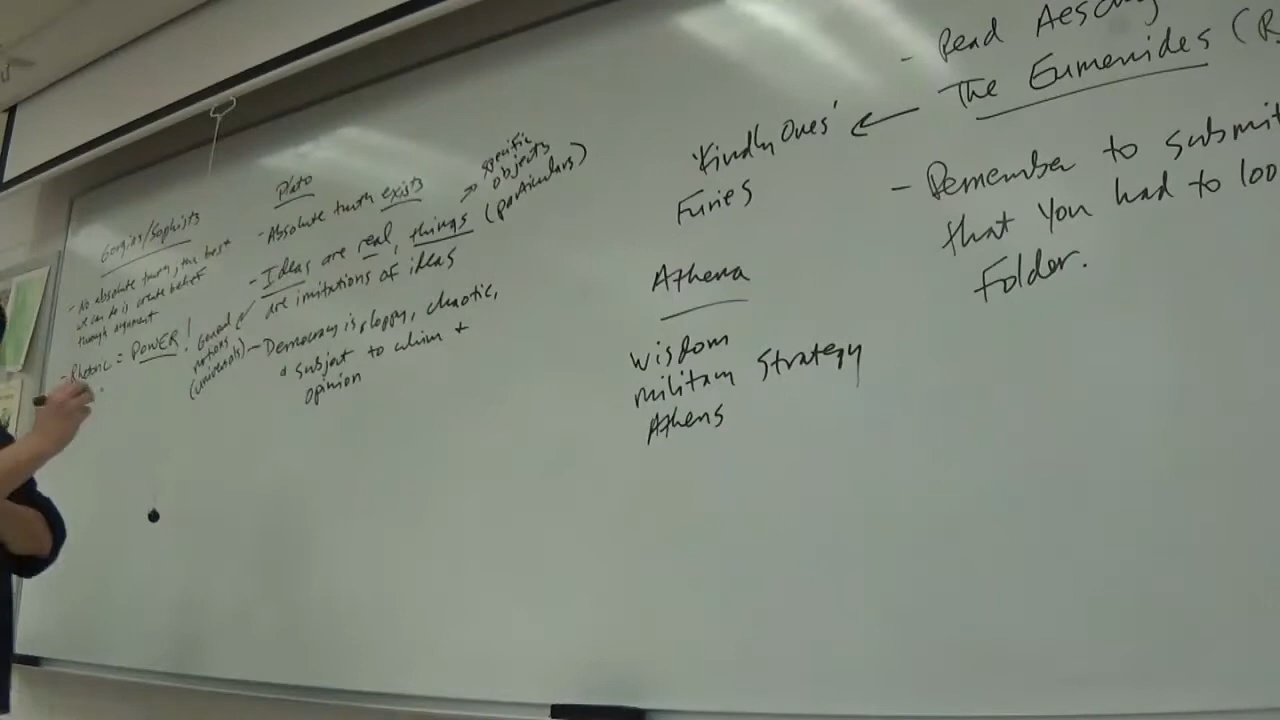 Gorgias/Sophists
- No absolute truth, the best
we can do is create belief
through argument
- Rhetoric = POWER!
Plato
- Absolute truth exists
- Ideas are real, things → specific objects (particulars)
are imitations of ideas
general
notions
(universals)
- Democracy is sloppy, chaotic,
+ subject to whim +
opinion
'Kindly Ones' ←
Furies
Athena
wisdom
military strategy
Athens
- Read
The Eumenides (
- Remember to submit
that you had to
Folder.